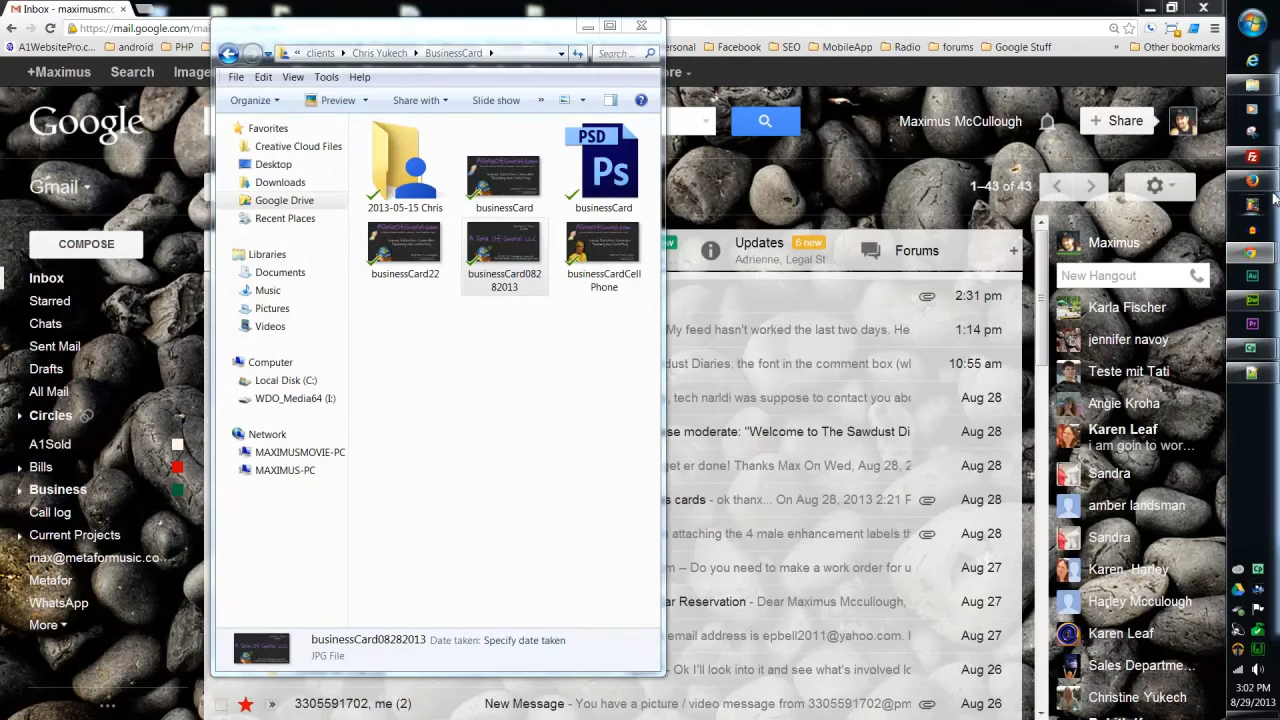 Inbox - maximusmc
https://mail.google.com/ma
A1WebsitePro.c...
android
PHP
ersonal
Facebook
SEO
MobileApp
Radio
forums
Google Stuff
»
Other bookmarks
+Maximus
Search
Image
ore
Google
Maximus McCullough
+ Share
Gmail
1–43 of 43
COMPOSE
Inbox
Starred
Chats
Sent Mail
Drafts
All Mail
Circles
A1Sold
Bills
Business
Call log
Current Projects
max@metaformusic.co...
Metafor
WhatsApp
More
«
clients
Chris Yukech
BusinessCard
Search ...
File
Edit
View
Tools
Help
Organize
Preview
Share with
Slide show
»
Favorites
Creative Cloud Files
Desktop
Downloads
Google Drive
Recent Places
Libraries
Documents
Music
Pictures
Videos
Computer
Local Disk (C:)
WDO_Media64 (I:)
Network
MAXIMUSMOVIE-PC
MAXIMUS-PC
PSD
Ps
2013-05-15 Chris
businessCard
businessCard
businessCard22
businessCard082
82013
businessCardCell
Phone
businessCard08282013
Date taken: Specify date taken
JPG File
Updates
6 new
Adrienne, Legal St...
Forums
+
2:31 pm
My feed hasn't worked the last two days. He
1:14 pm
dust Diaries, the font in the comment box (wl
10:55 am
, tech narldi was suppose to contact you abo
Aug 28
se moderate: "Welcome to The Sawdust Di
Aug 28
get er done! Thanks Max On Wed, Aug 28, 2
Aug 28
s cards - ok thanx... On Aug 28, 2013 2:21 P
Aug 28
attaching the 4 male enhancement labels th
Aug 28
m -- Do you need to make a work order for u
Aug 27
ar Reservation - Dear Maximus Mccullough,
Aug 27
email address is epbell2011@yahoo.com. I
Aug 27
- Ok I'll look into it and see what's involved lo
Aug 26
3305591702, me (2)
New Message - You have a picture / video message from 3305591702@pm
Aug 26
Maximus
New Hangout
Karla Fischer
jennifer navoy
Teste mit Tati
Angie Kroha
Karen Leaf
i am goin to wor...
Sandra
amber landsman
Sandra
Karen, Harley
Harley Mcculough
Karen Leaf
Sales Departme...
Christine Yukech
Fz
Au
Dw
Pr
Cp
3:02 PM
8/29/2013